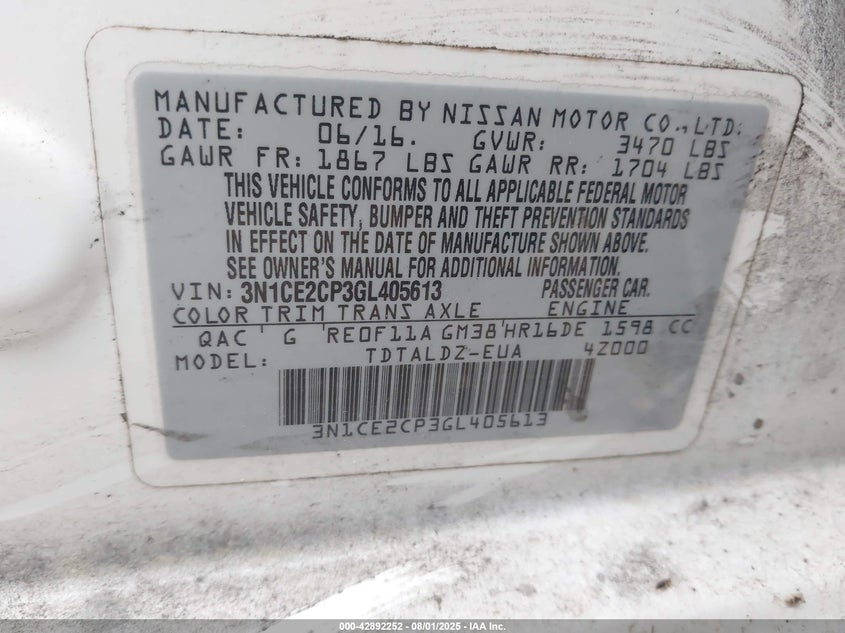 MANUFACTURED BY NISSAN MOTOR CO., LTD.
DATE: 06/16. GVWR: 3470 LBS
GAWR FR: 1867 LBS GAWR RR: 1704 LBS
THIS VEHICLE CONFORMS TO ALL APPLICABLE FEDERAL MOTOR
VEHICLE SAFETY, BUMPER AND THEFT PREVENTION STANDARDS
IN EFFECT ON THE DATE OF MANUFACTURE SHOWN ABOVE.
SEE OWNER'S MANUAL FOR ADDITIONAL INFORMATION.
VIN: 3N1CE2CP3GL405613 PASSENGER CAR.
COLOR TRIM TRANS AXLE ENGINE
QAC G RE0F11A GM38 HR16DE 1598 CC
MODEL: TDTALDZ-EUA 4Z000
3N1CE2CP3GL405613
000-42892252 - 08/01/2025 - IAA Inc.